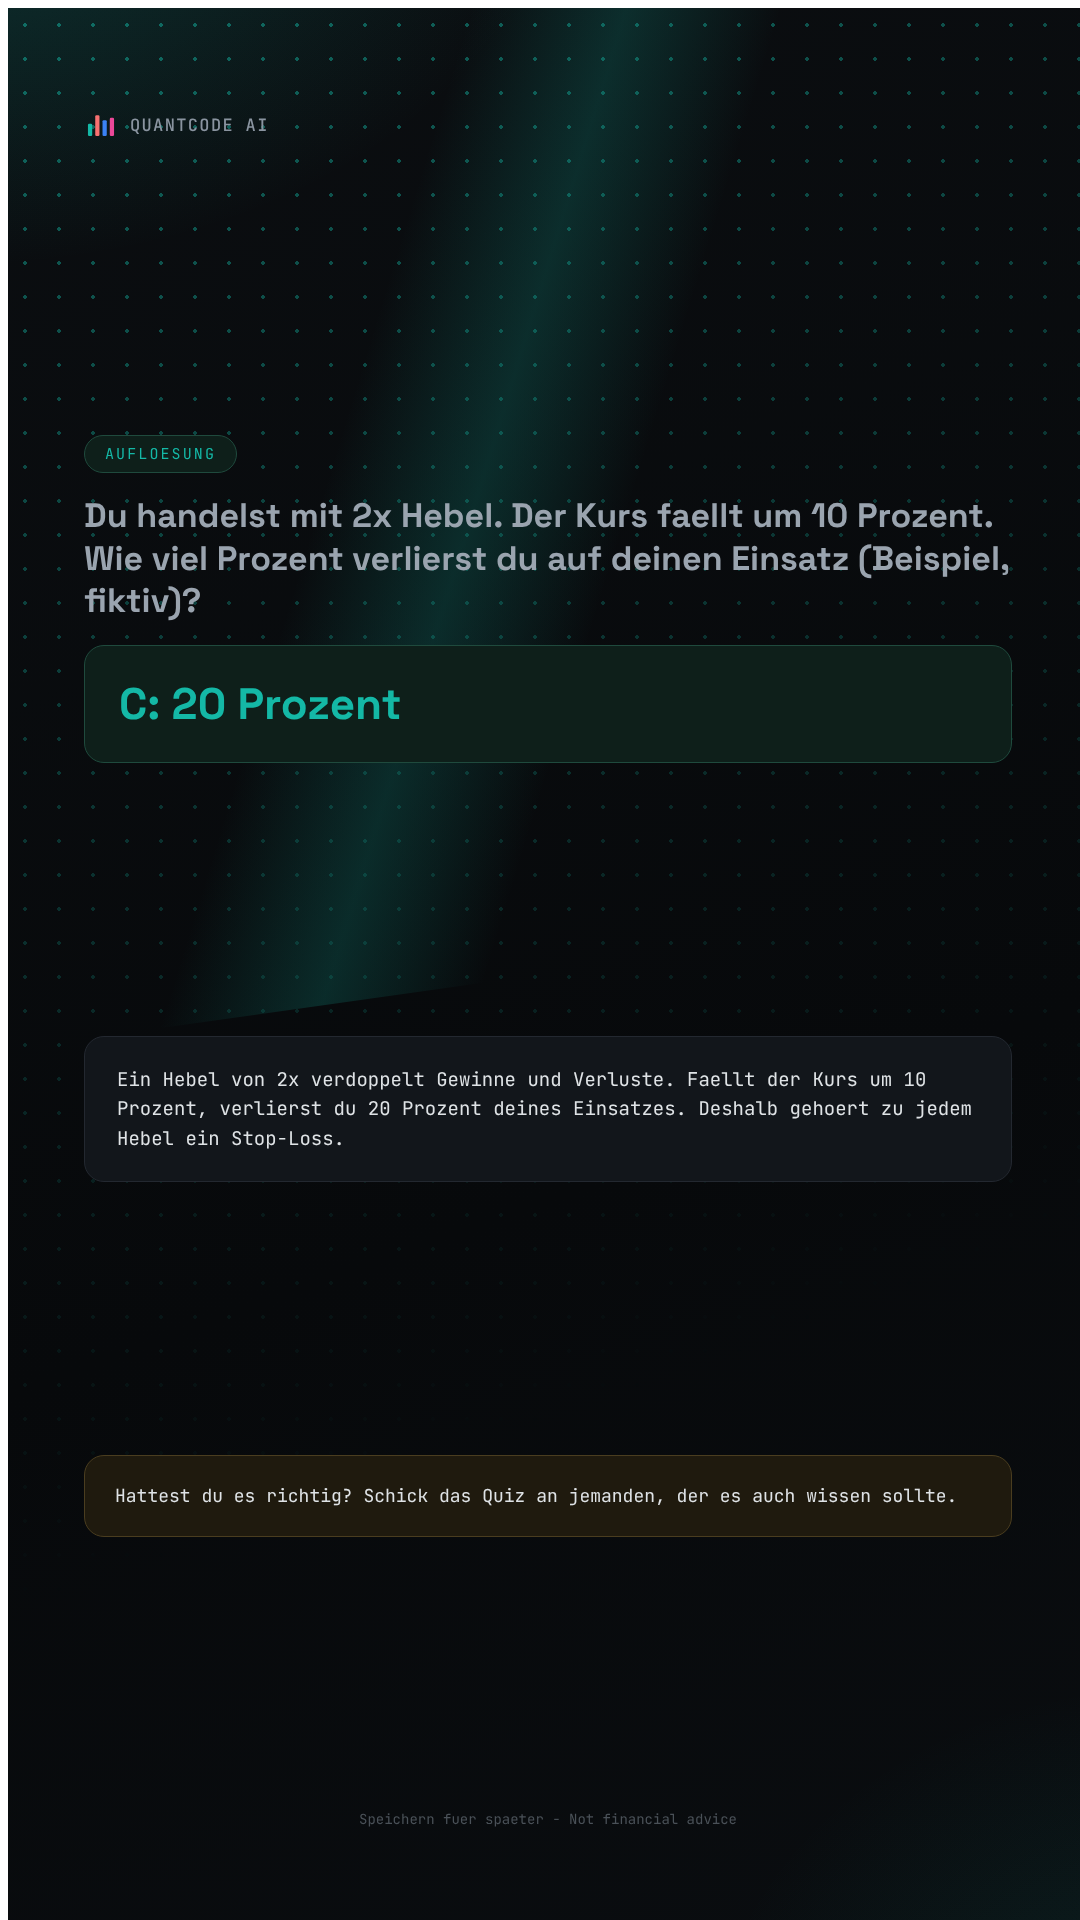 QUANTCODE AI
AUFLOESUNG
Du handelst mit 2x Hebel. Der Kurs faellt um 10 Prozent.
Wie viel Prozent verlierst du auf deinen Einsatz (Beispiel,
fiktiv)?
C: 20 Prozent
Ein Hebel von 2x verdoppelt Gewinne und Verluste. Faellt der Kurs um 10
Prozent, verlierst du 20 Prozent deines Einsatzes. Deshalb gehoert zu jedem
Hebel ein Stop-Loss.
Hattest du es richtig? Schick das Quiz an jemanden, der es auch wissen sollte.
Speichern fuer spaeter - Not financial advice